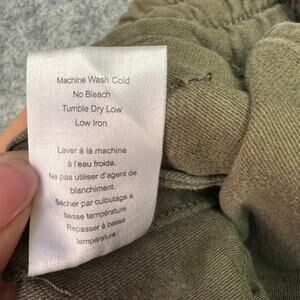 Machine Wash Cold
No Bleach
Tumble Dry Low
Low Iron
Laver à la machine
à l'eau froide.
Ne pas utiliser d'agent de
blanchiment.
Sécher par culbutage à
basse température
Repasser à basse
température.